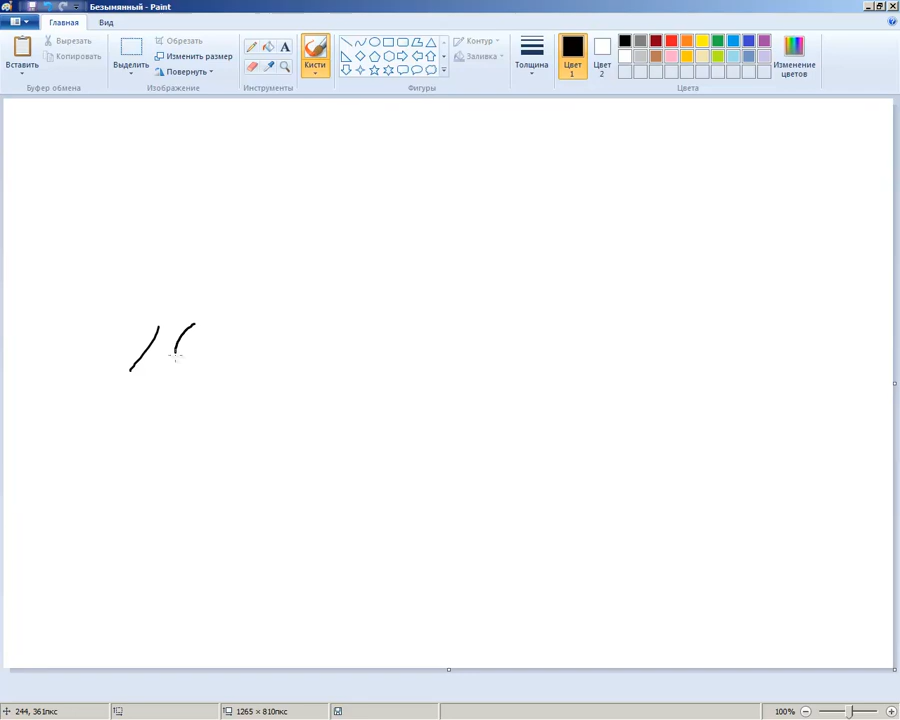 Безымянный - Paint
Главная Вид
Вставить
Вырезать
Копировать
Буфер обмена
Выделить
Обрезать
Изменить размер
Повернуть
Изображение
A
Инструменты
Кисти
Фигуры
Контур
Заливка
Толщина
Цвет 1
Цвет 2
Изменение цветов
Цвета
244, 361пкс
1265 × 810пкс
100%